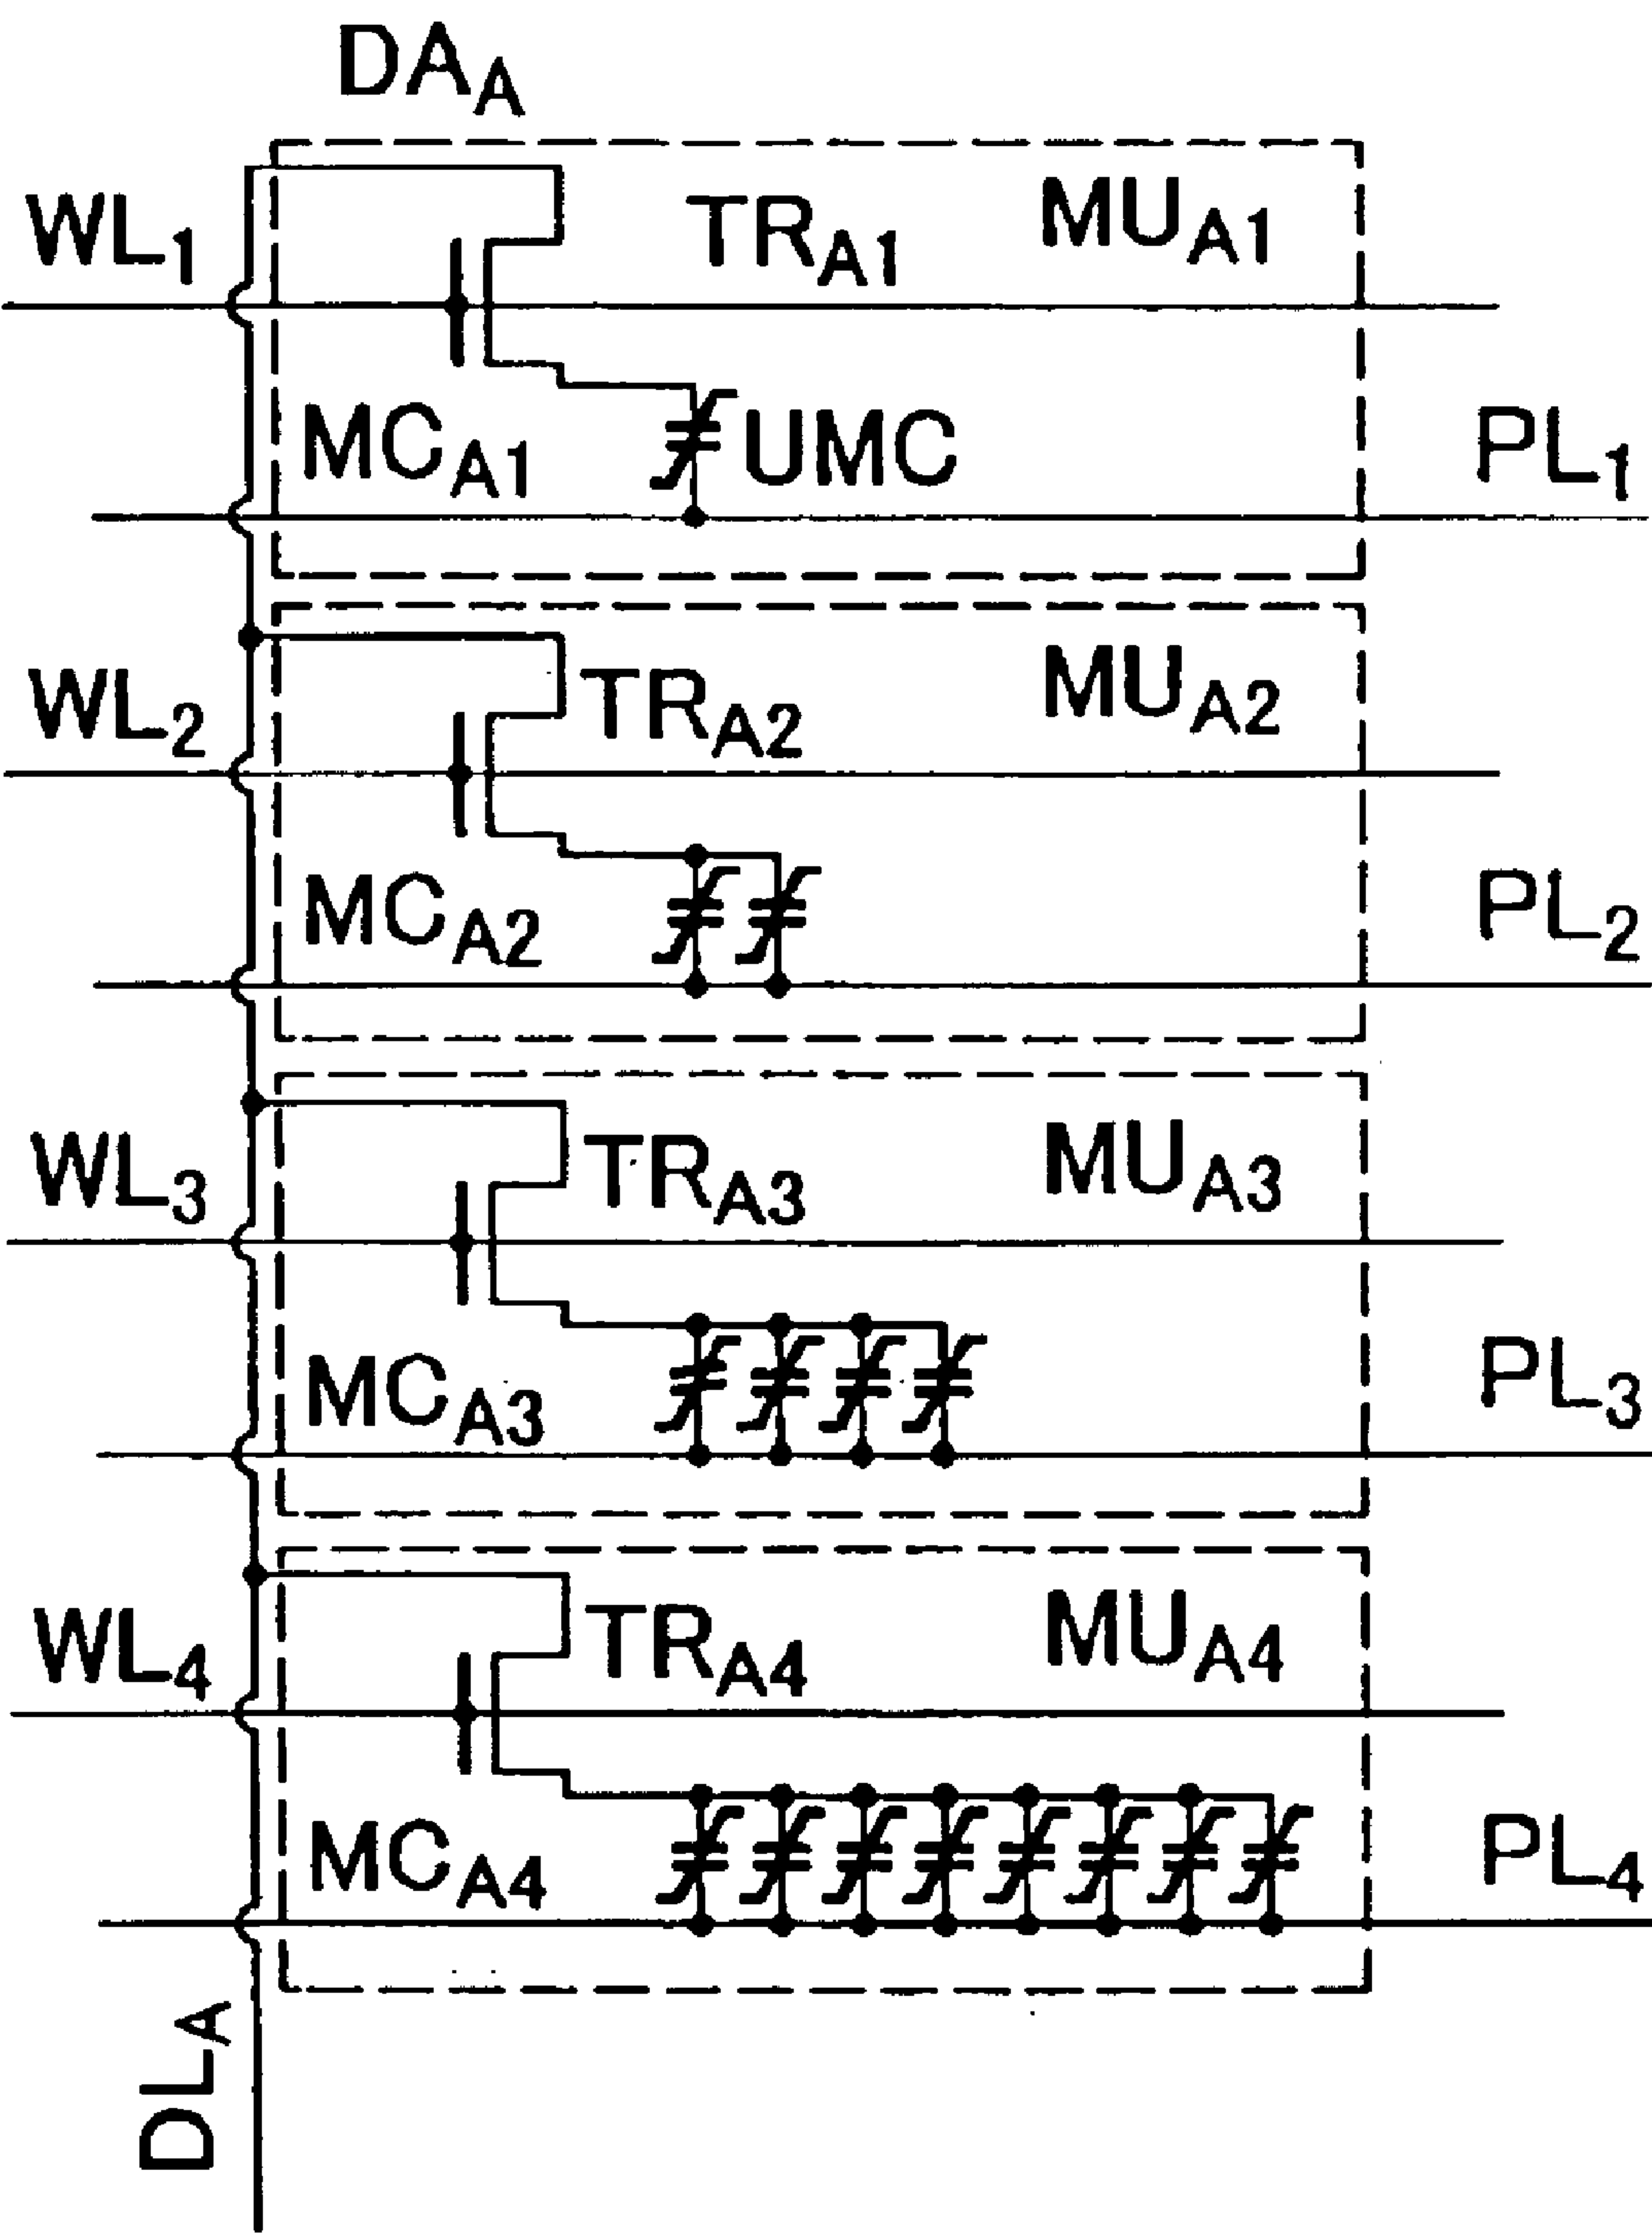 DA_A
WL_1 TR_A1 MU_A1
MC_A1 UMC PL_1
WL_2 TR_A2 MU_A2
MC_A2 PL_2
WL_3 TR_A3 MU_A3
MC_A3 PL_3
WL_4 TR_A4 MU_A4
MC_A4 PL_4
DL_A